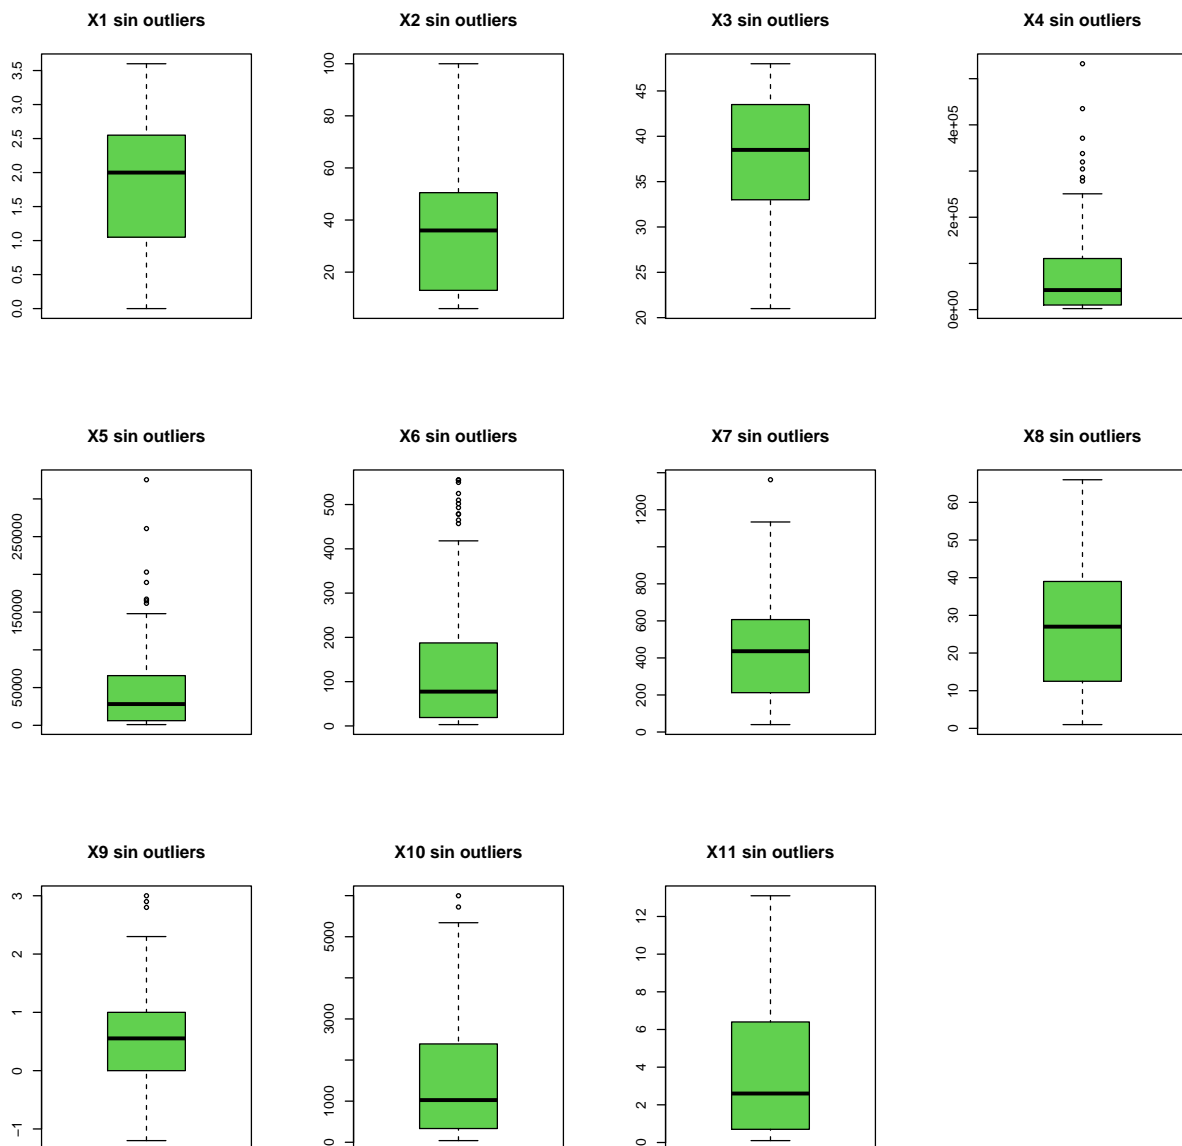 X1 sin outliers
X2 sin outliers
X3 sin outliers
X4 sin outliers
0.0 0.5 1.0 1.5 2.0 2.5 3.0 3.5
20 40 60 80 100
20 25 30 35 40 45
0e+00 2e+05 4e+05
X5 sin outliers
X6 sin outliers
X7 sin outliers
X8 sin outliers
0 50000 150000 250000
0 100 200 300 400 500
0 200 400 600 800 1200
0 10 20 30 40 50 60
X9 sin outliers
X10 sin outliers
X11 sin outliers
−1 0 1 2 3
0 1000 3000 5000
0 2 4 6 8 10 12